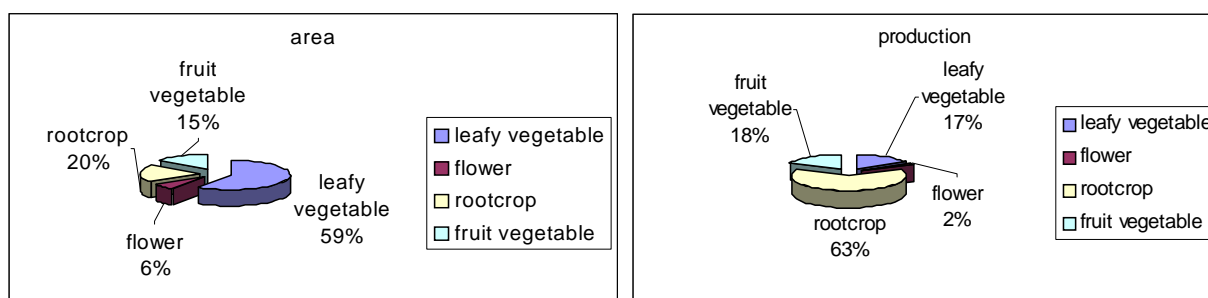 area
fruit
vegetable
15%
rootcrop
20%
flower
6%
leafy
vegetable
59%
leafy vegetable
flower
rootcrop
fruit vegetable
production
fruit
vegetable
18%
leafy
vegetable
17%
flower
2%
rootcrop
63%
leafy vegetable
flower
rootcrop
fruit vegetable